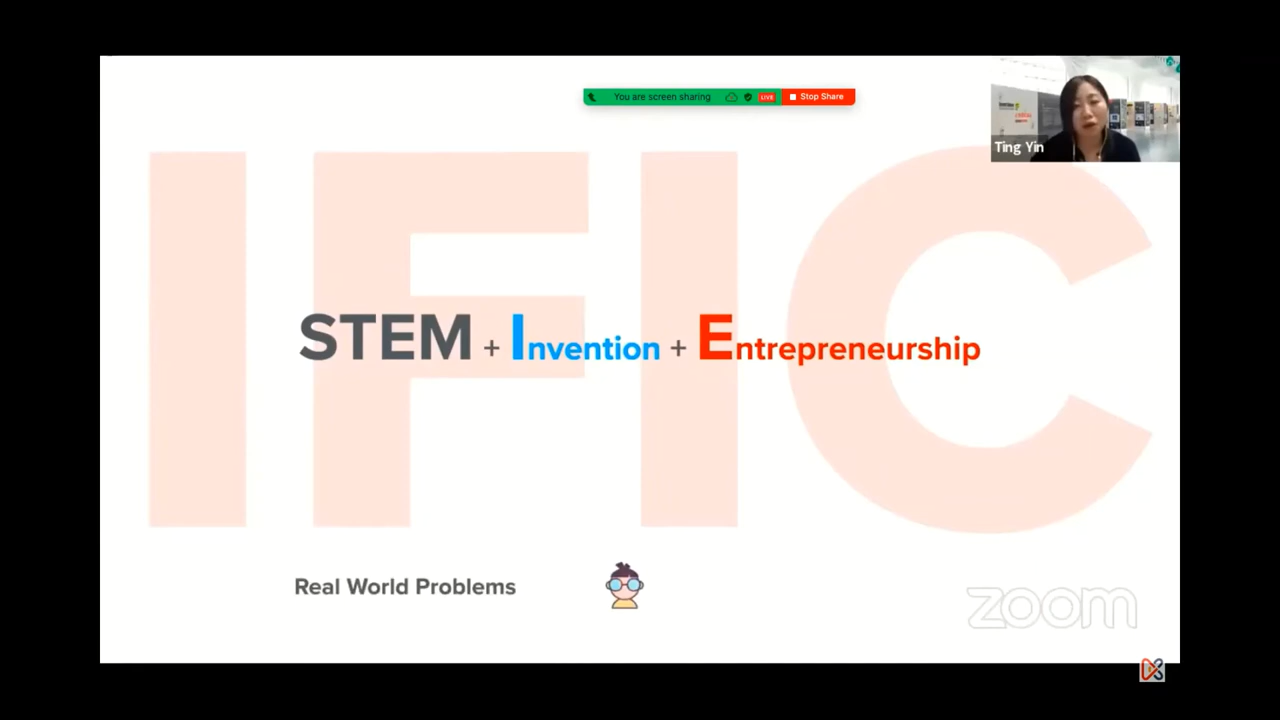 You are screen sharing LIVE Stop Share
Ting Yin
IFIC
STEM + Invention + Entrepreneurship
Real World Problems
zoom